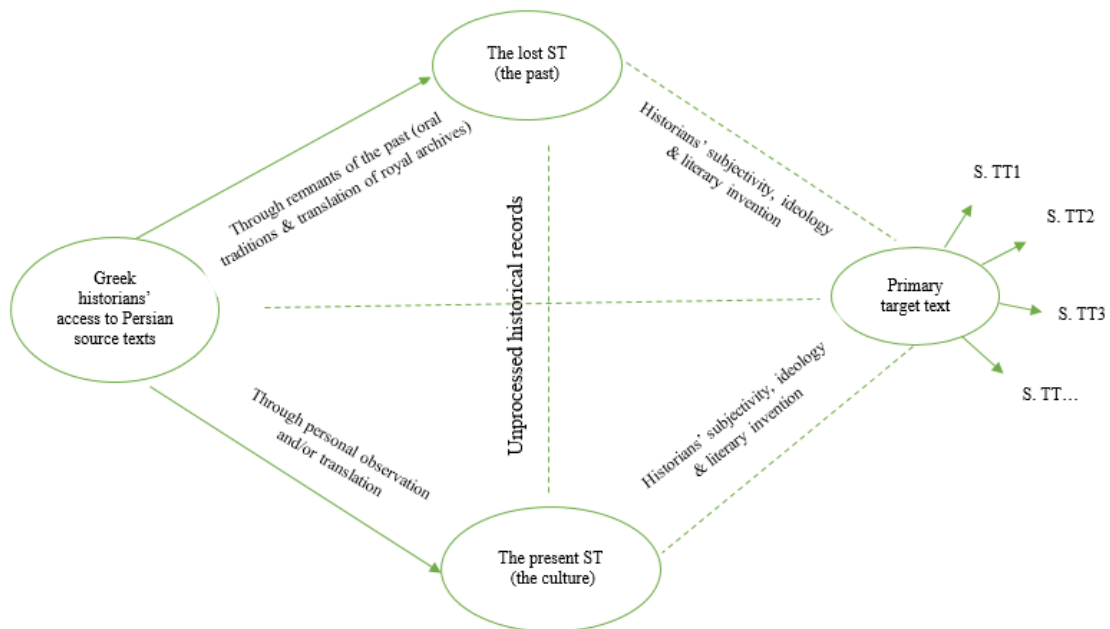 The lost ST
(the past)
Through remnants of the past (oral
traditions & translation of royal archives)
Historians’ subjectivity, ideology
& literary invention
S. TT1
S. TT2
S. TT3
S. TT…
Greek
historians’
access to Persian
source texts
Unprocessed historical records
Primary
target text
Through personal observation
and/or translation
Historians’ subjectivity, ideology
& literary invention
The present ST
(the culture)